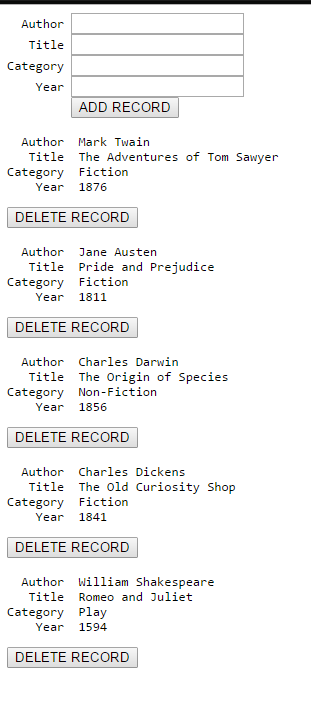 Author
Title
Category
Year
ADD RECORD
Author Mark Twain
Title The Adventures of Tom Sawyer
Category Fiction
Year 1876
DELETE RECORD
Author Jane Austen
Title Pride and Prejudice
Category Fiction
Year 1811
DELETE RECORD
Author Charles Darwin
Title The Origin of Species
Category Non-Fiction
Year 1856
DELETE RECORD
Author Charles Dickens
Title The Old Curiosity Shop
Category Fiction
Year 1841
DELETE RECORD
Author William Shakespeare
Title Romeo and Juliet
Category Play
Year 1594
DELETE RECORD